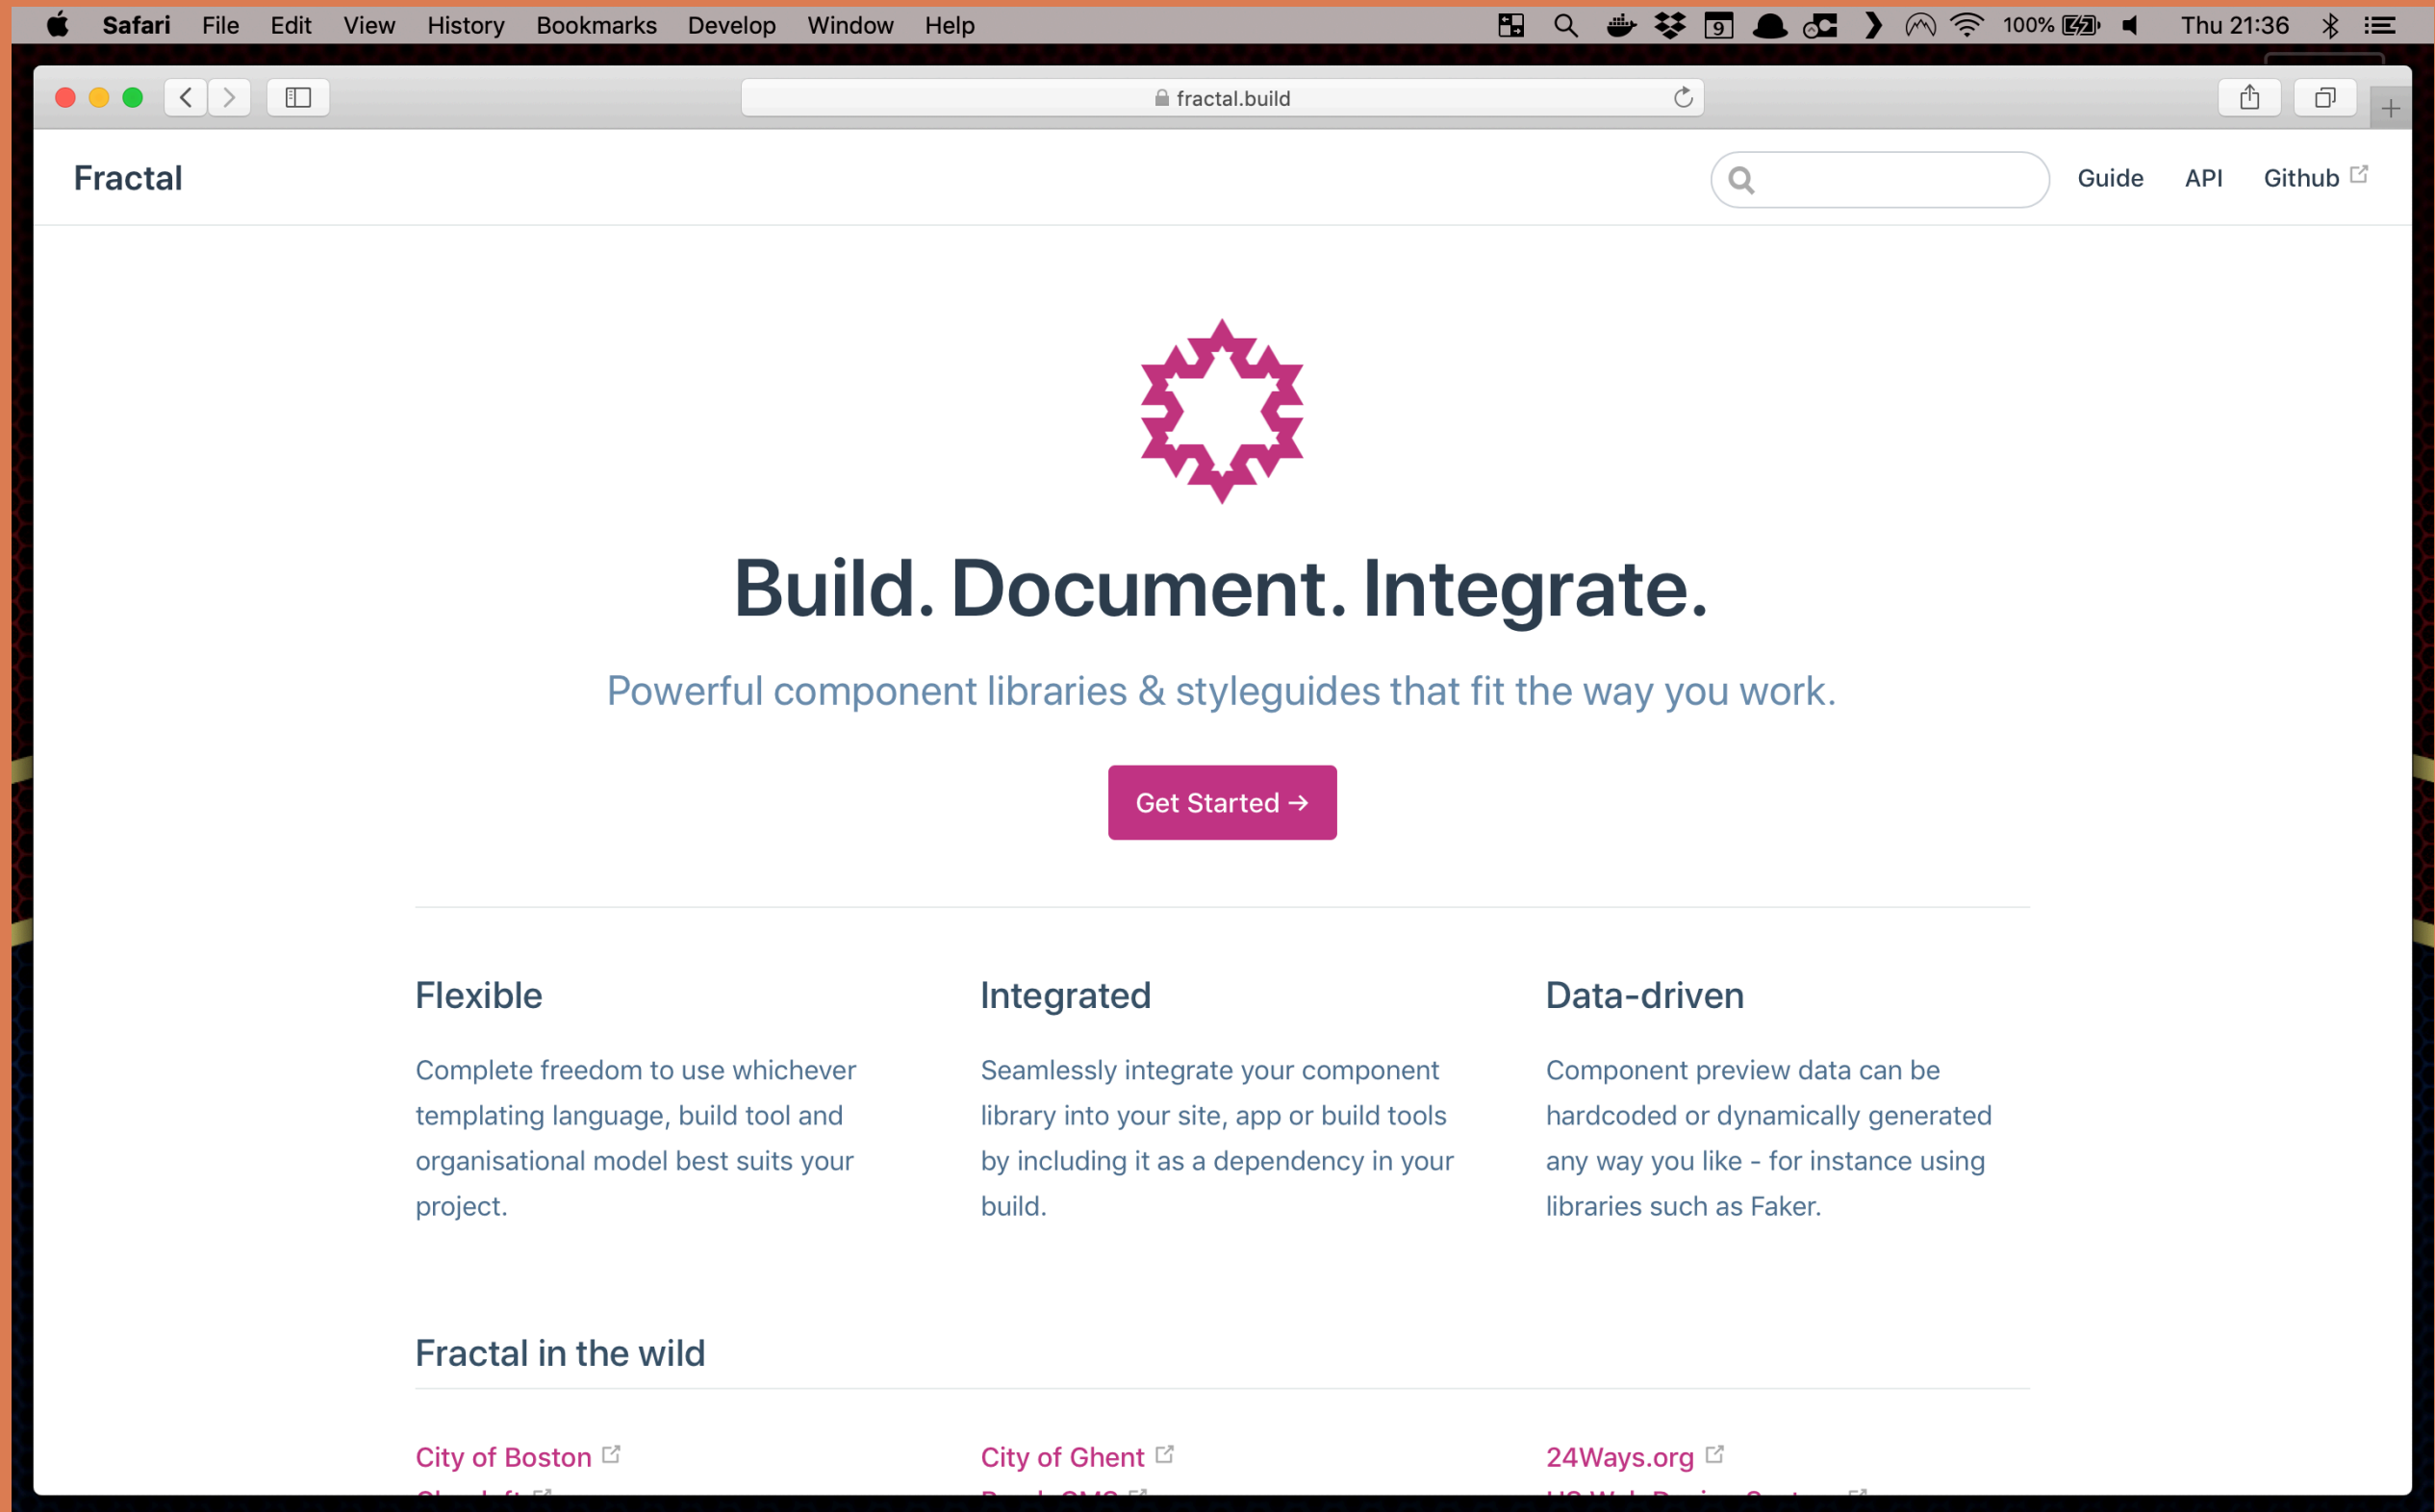 Safari File Edit View History Bookmarks Develop Window Help 9 100% Thu 21:36
fractal.build
Fractal Guide API Github
Build. Document. Integrate.
Powerful component libraries & styleguides that fit the way you work.
Get Started →
Flexible
Complete freedom to use whichever
templating language, build tool and
organisational model best suits your
project.
Integrated
Seamlessly integrate your component
library into your site, app or build tools
by including it as a dependency in your
build.
Data-driven
Component preview data can be
hardcoded or dynamically generated
any way you like - for instance using
libraries such as Faker.
Fractal in the wild
City of Boston
City of Ghent
24Ways.org